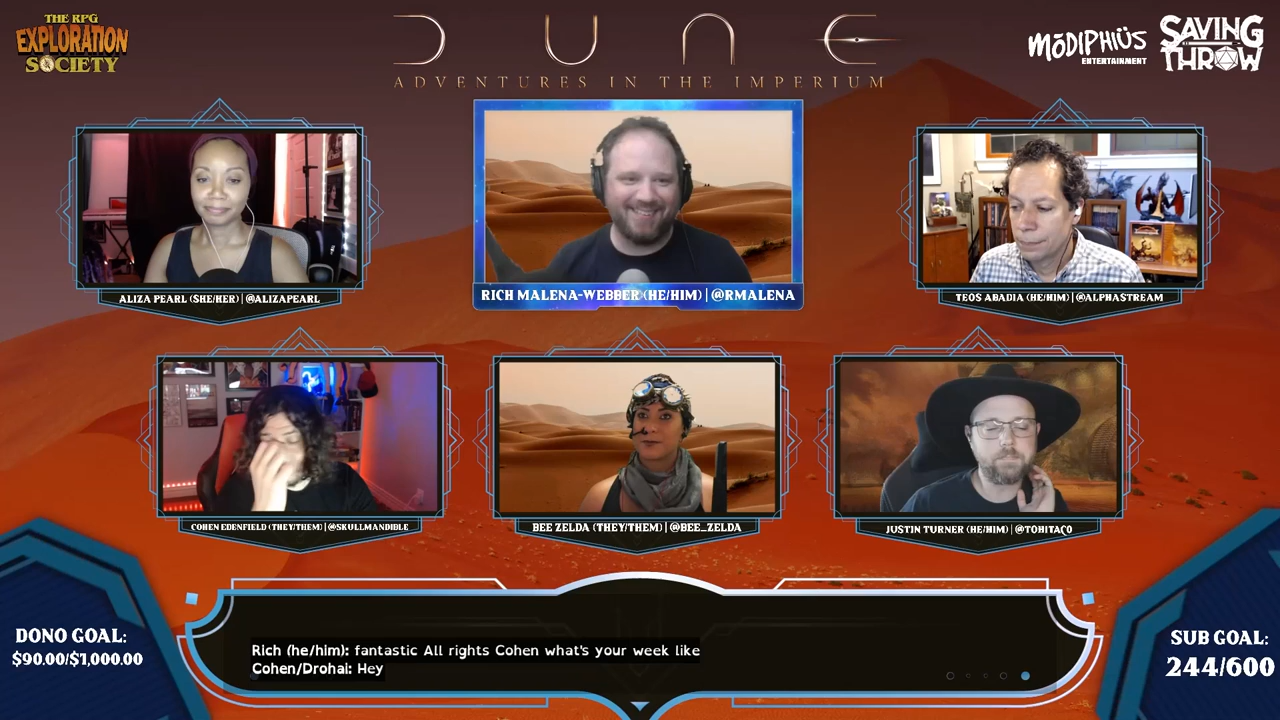 THE RPG
EXPLORATION
SOCIETY
DUNE
ADVENTURES IN THE IMPERIUM
MŌDIPHIÜS
ENTERTAINMENT
SAVING
THROW
ALIZA PEARL (SHE/HER) | @ALIZAPEARL
RICH MALENA-WEBBER (HE/HIM) | @RMALENA
TEOS ABADIA (HE/HIM) | @ALPHASTREAM
COHEN EDENFIELD (THEY/THEM) | @SKULLMANDIBLE
BEE ZELDA (THEY/THEM) | @BEE_ZELDA
JUSTIN TURNER (HE/HIM) | @TOHITACO
DONO GOAL:
$90.00/$1,000.00
Rich (he/him): fantastic All rights Cohen what's your week like
Cohen/Drohai: Hey
SUB GOAL:
244/600